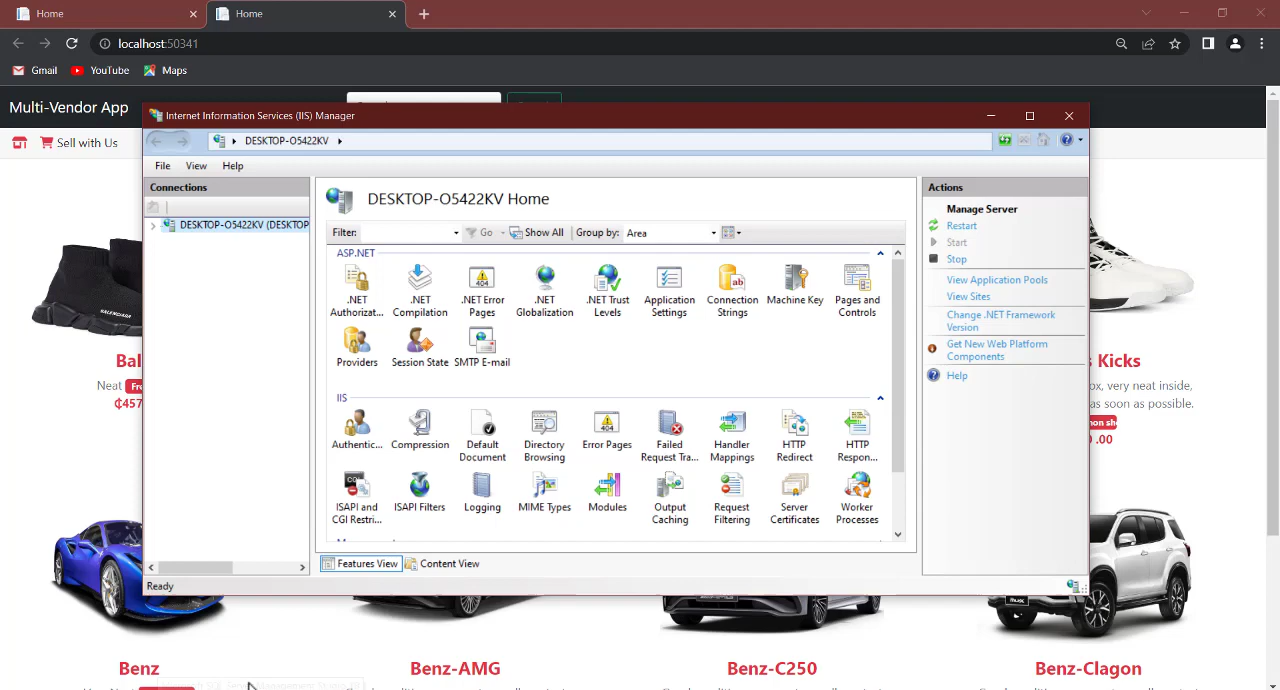 Home
Home
localhost:50341
Gmail
YouTube
Maps
Multi-Vendor App
Sell with Us
Internet Information Services (IIS) Manager
DESKTOP-O5422KV
File View Help
Connections
DESKTOP-O5422KV (DESKTOP
DESKTOP-O5422KV Home
Filter: Go Show All Group by: Area
ASP.NET
.NET Authorizat...
.NET Compilation
.NET Error Pages
.NET Globalization
.NET Trust Levels
Application Settings
Connection Strings
Machine Key
Pages and Controls
Providers
Session State
SMTP E-mail
IIS
Authentic...
Compression
Default Document
Directory Browsing
Error Pages
Failed Request Tra...
Handler Mappings
HTTP Redirect
HTTP Respon...
ISAPI and CGI Restri...
ISAPI Filters
Logging
MIME Types
Modules
Output Caching
Request Filtering
Server Certificates
Worker Processes
Features View
Content View
Ready
Actions
Manage Server
Restart
Start
Stop
View Application Pools
View Sites
Change .NET Framework
Version
Get New Web Platform
Components
Help
BALENCIAGA
Bal
Neat Fr
₵457
Kicks
ox, very neat inside,
as soon as possible.
.00
Benz
Benz-AMG
Benz-C250
Benz-Clagon